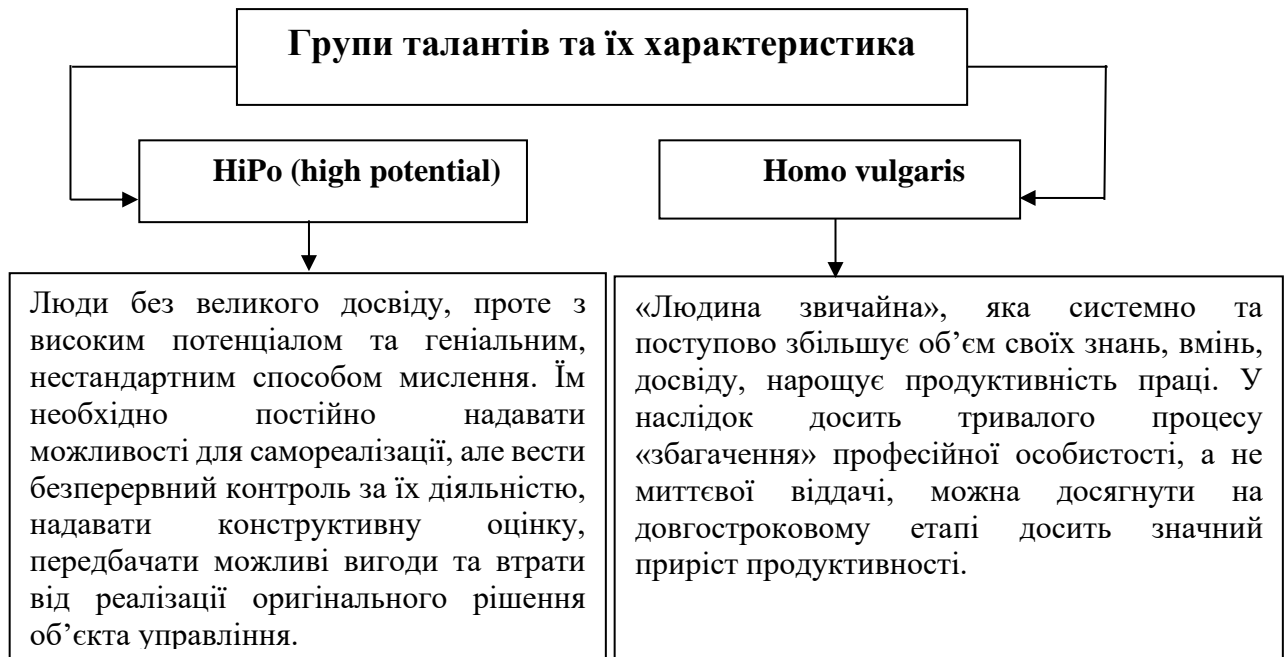 Групи талантів та їх характеристика
HiPo (high potential)
Homo vulgaris
Люди без великого досвіду, проте з
високим потенціалом та геніальним,
нестандартним способом мислення. Їм
необхідно постійно надавати
можливості для самореалізації, але вести
безперервний контроль за їх діяльністю,
надавати конструктивну оцінку,
передбачати можливі вигоди та втрати
від реалізації оригінального рішення
об’єкта управління.
«Людина звичайна», яка системно та
поступово збільшує об’єм своїх знань, вмінь,
досвіду, нарощує продуктивність праці. У
наслідок досить тривалого процесу
«збагачення» професійної особистості, а не
миттєвої віддачі, можна досягнути на
довгостроковому етапі досить значний
приріст продуктивності.